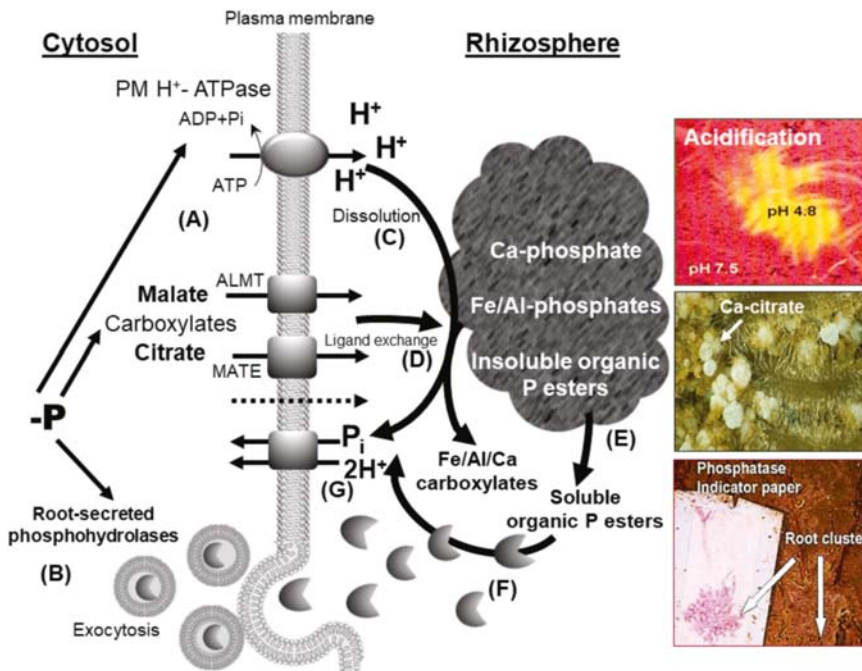 Plasma membrane
Cytosol
Rhizosphere
PM H⁺- ATPase
ADP+Pi
ATP
H⁺
H⁺
H⁺
(A)
Dissolution
(C)
Malate
ALMT
Carboxylates
Citrate
MATE
Ligand exchange
(D)
Ca-phosphate
Fe/Al-phosphates
Insoluble organic
P esters
(E)
-P
Pi
2H⁺
(G)
Fe/Al/Ca
carboxylates
Soluble
organic P esters
Root-secreted
phosphohydrolases
(B)
Exocytosis
(F)
Acidification
pH 4.8
pH 7.5
Ca-citrate
Phosphatase
Indicator paper
Root cluster